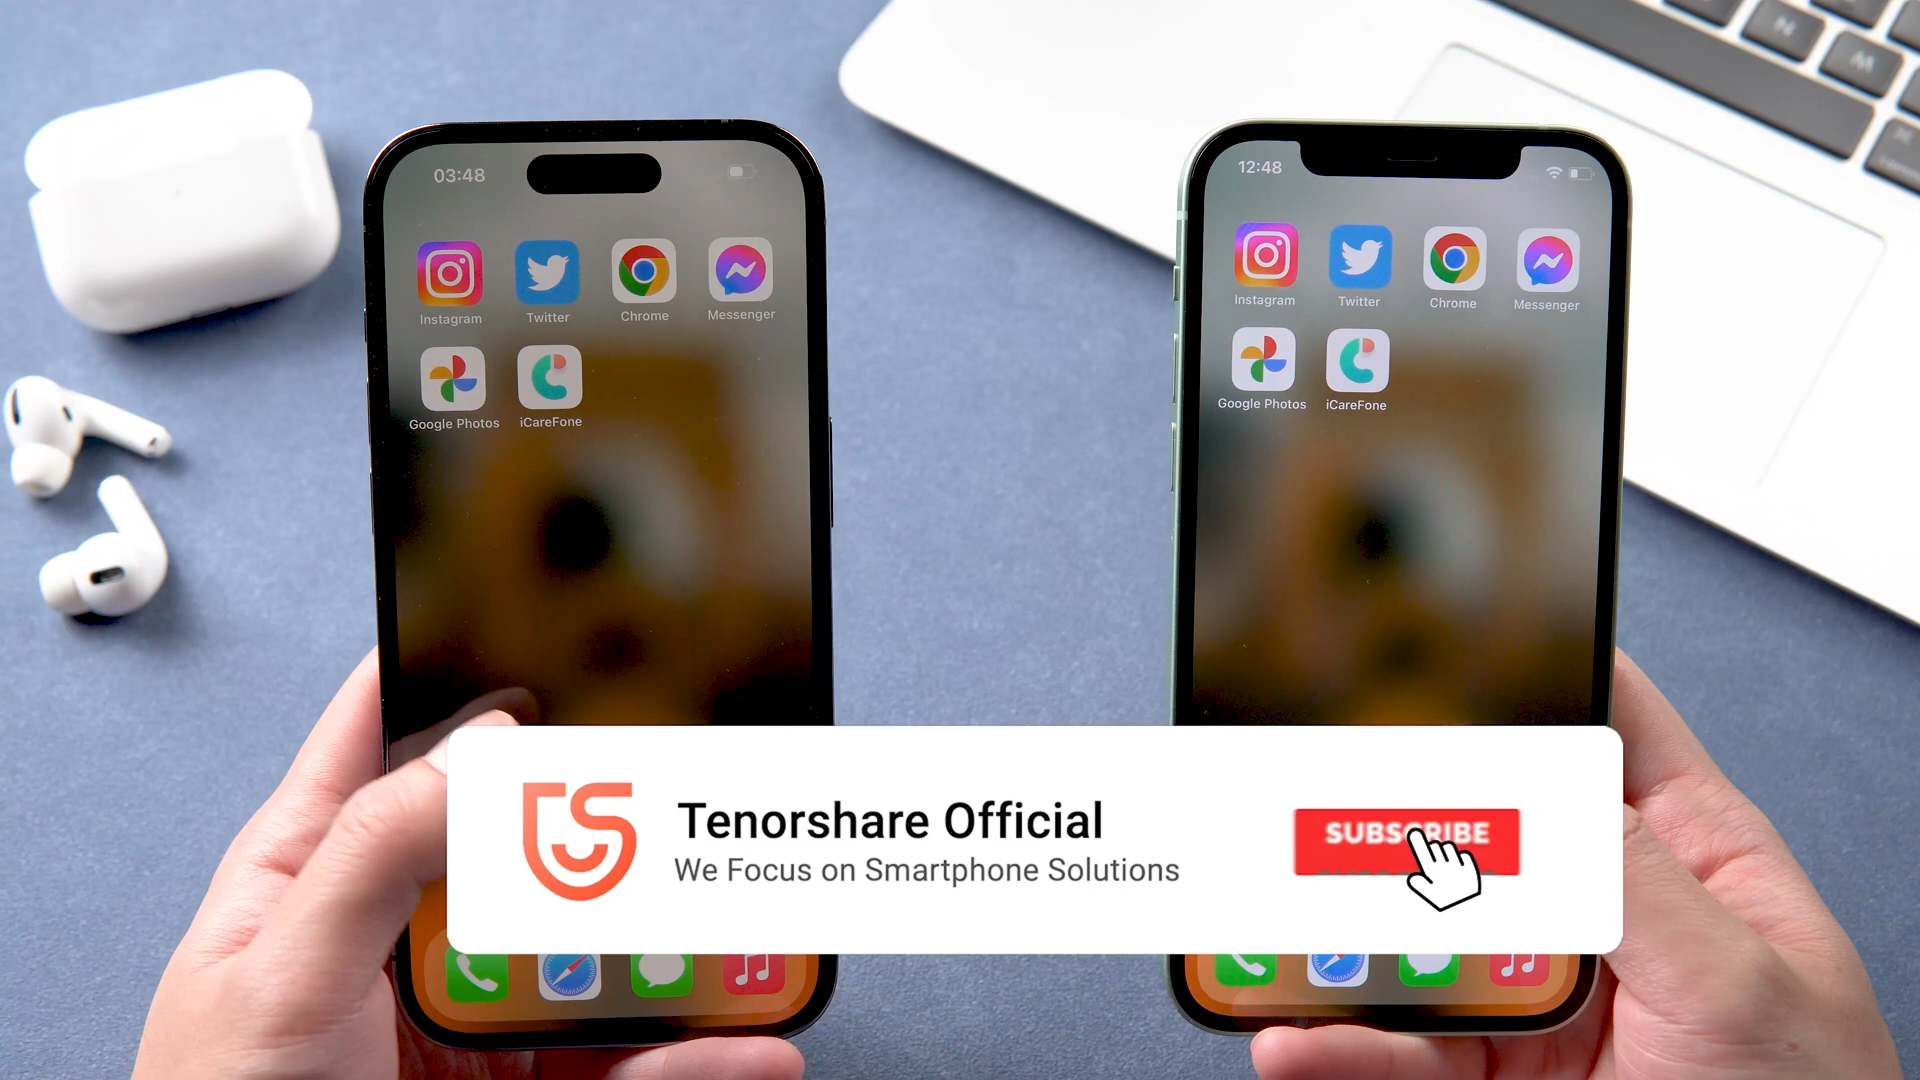 03:48
Instagram
Twitter
Chrome
Messenger
Google Photos
iCareFone
12:48
Instagram
Twitter
Chrome
Messenger
Google Photos
iCareFone
Tenorshare Official
We Focus on Smartphone Solutions
SUBSCRIBE